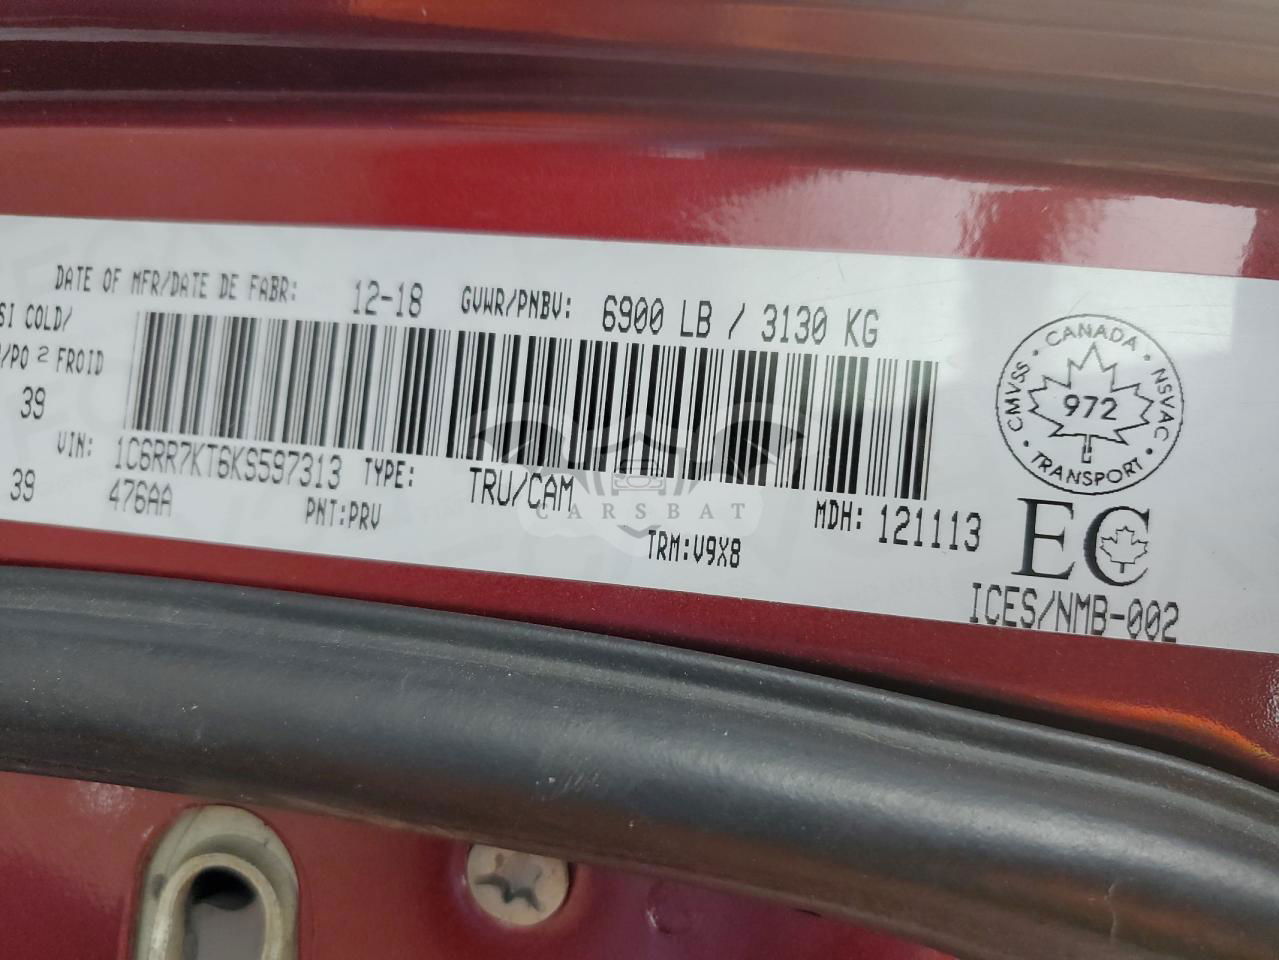 DATE OF MFR/DATE DE FABR: 12-18 GVWR/PNBV: 6900 LB / 3130 KG
SI COLD/
/PO 2 FROID
39
39
VIN: 1C6RR7KT6KS597313 TYPE: TRU/CAM MDH: 121113
476AA PNT:PRV TRM:V9X8
CARSBAT
CANADA
CMVSS · NSVAC
972
TRANSPORT
EC
ICES/NMB-002